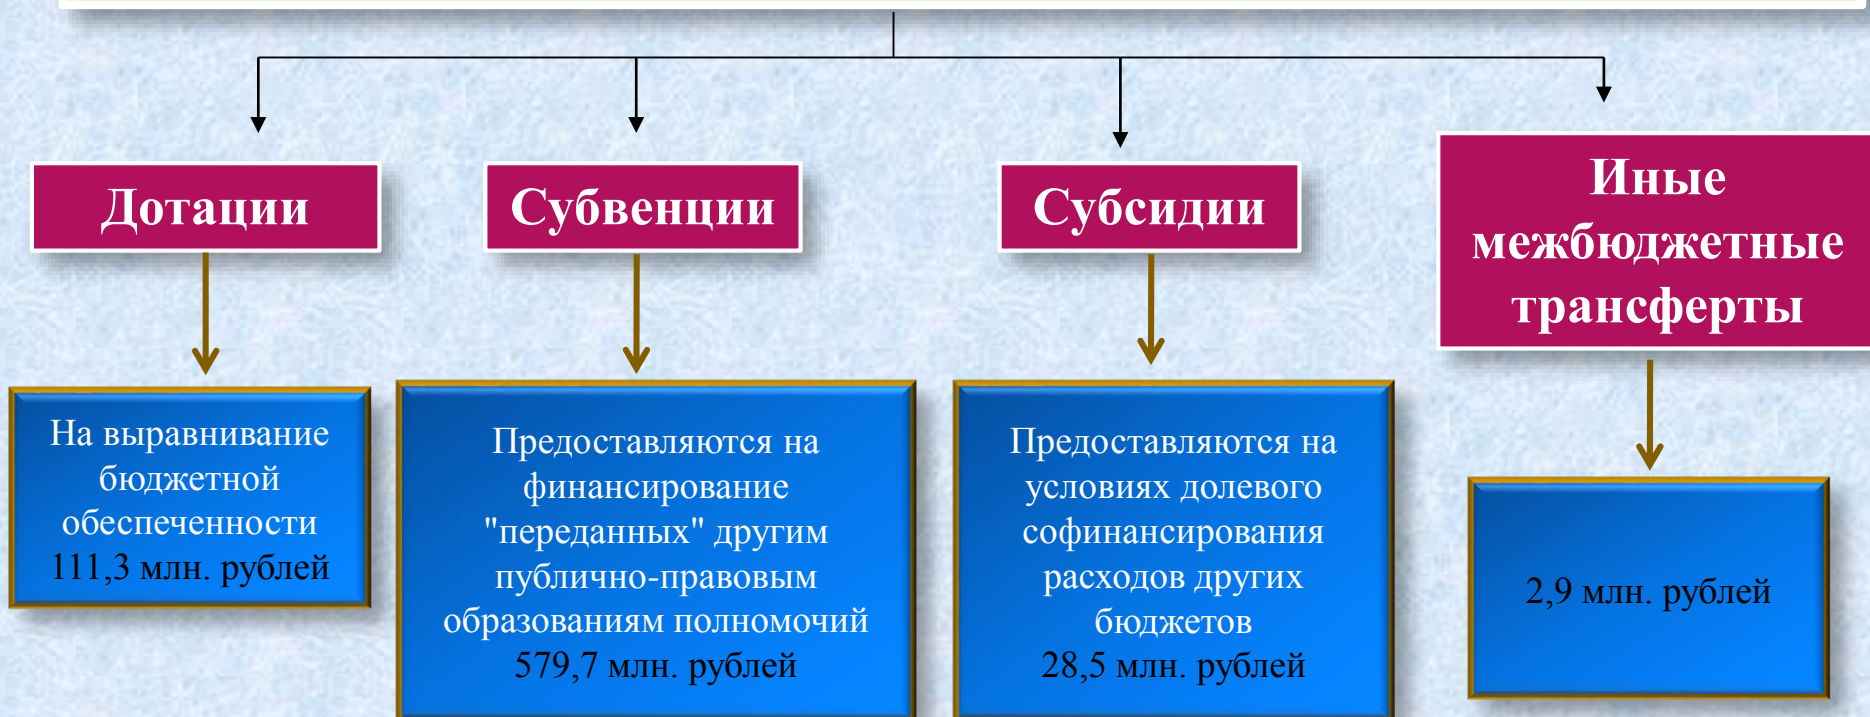 Дотации
Субвенции
Субсидии
Иные
межбюджетные
трансферты
На выравнивание
бюджетной
обеспеченности
111,3 млн. рублей
Предоставляются на
финансирование
"переданных" другим
публично-правовым
образованиям полномочий
579,7 млн. рублей
Предоставляются на
условиях долевого
софинансирования
расходов других
бюджетов
28,5 млн. рублей
2,9 млн. рублей